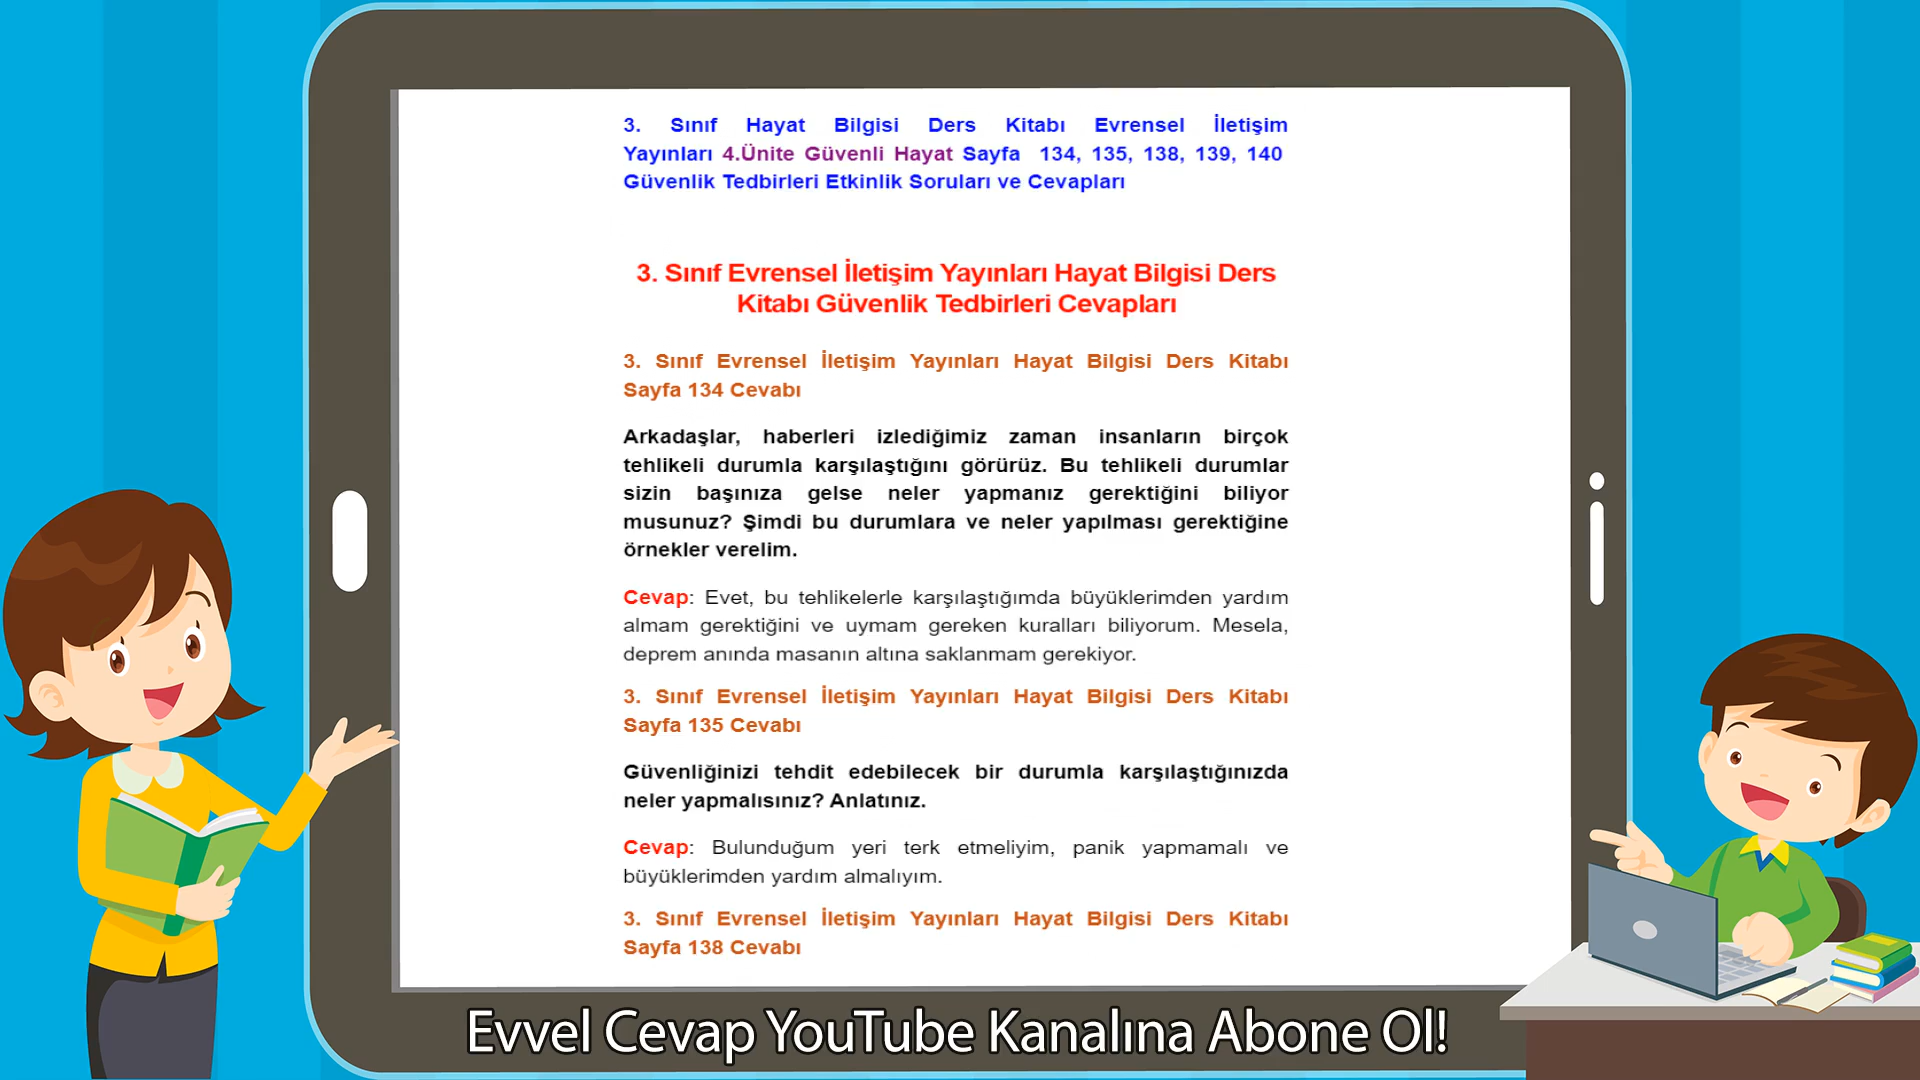 3. Sınıf Hayat Bilgisi Ders Kitabı Evrensel İletişim
Yayınları 4.Ünite Güvenli Hayat Sayfa 134, 135, 138, 139, 140
Güvenlik Tedbirleri Etkinlik Soruları ve Cevapları
3. Sınıf Evrensel İletişim Yayınları Hayat Bilgisi Ders
Kitabı Güvenlik Tedbirleri Cevapları
3. Sınıf Evrensel İletişim Yayınları Hayat Bilgisi Ders Kitabı
Sayfa 134 Cevabı
Arkadaşlar, haberleri izlediğimiz zaman insanların birçok
tehlikeli durumla karşılaştığını görürüz. Bu tehlikeli durumlar
sizin başınıza gelse neler yapmanız gerektiğini biliyor
musunuz? Şimdi bu durumlara ve neler yapılması gerektiğine
örnekler verelim.
Cevap: Evet, bu tehlikelerle karşılaştığımda büyüklerimden yardım
almam gerektiğini ve uymam gereken kuralları biliyorum. Mesela,
deprem anında masanın altına saklanmam gerekiyor.
3. Sınıf Evrensel İletişim Yayınları Hayat Bilgisi Ders Kitabı
Sayfa 135 Cevabı
Güvenliğinizi tehdit edebilecek bir durumla karşılaştığınızda
neler yapmalısınız? Anlatınız.
Cevap: Bulunduğum yeri terk etmeliyim, panik yapmamalı ve
büyüklerimden yardım almalıyım.
3. Sınıf Evrensel İletişim Yayınları Hayat Bilgisi Ders Kitabı
Sayfa 138 Cevabı
Evvel Cevap YouTube Kanalına Abone Ol!